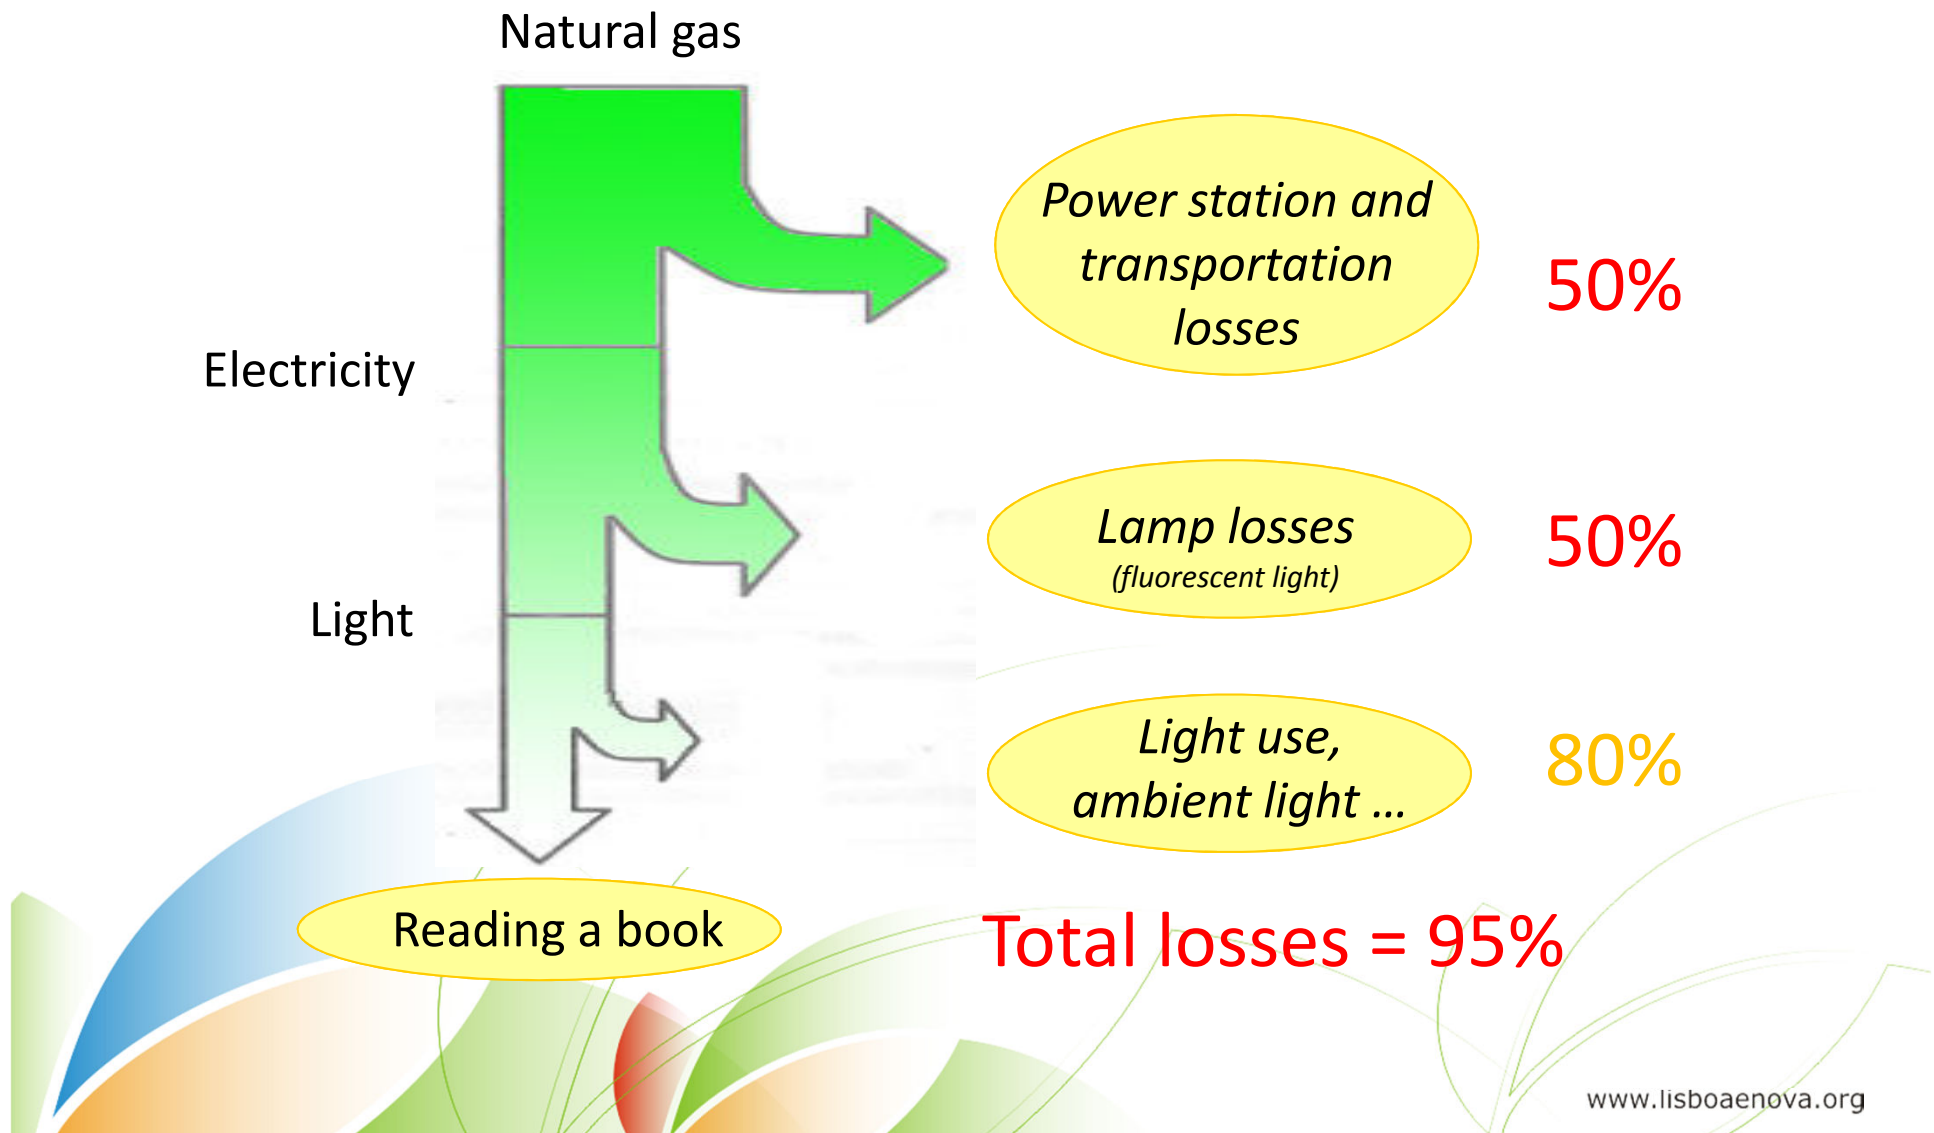 Natural gas
Power station and
transportation
losses
50%
Electricity
Lamp losses
(fluorescent light)
50%
Light
Light use,
ambient light ...
80%
Reading a book
Total losses = 95%
www.lisboaenova.org